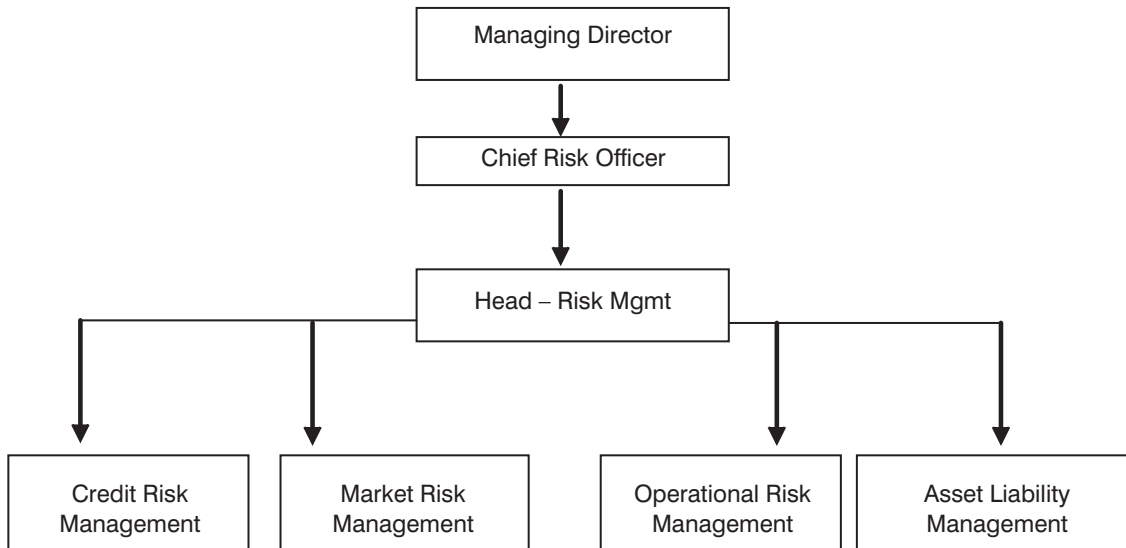 Managing Director
Chief Risk Officer
Head – Risk Mgmt
Credit Risk
Management
Market Risk
Management
Operational Risk
Management
Asset Liability
Management